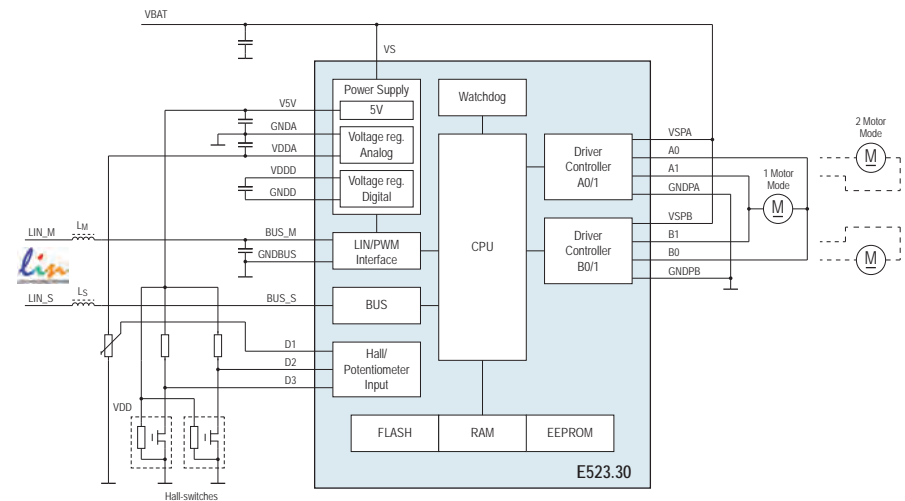 VBAT
VS
Power Supply
5V
Voltage reg.
Analog
Voltage reg.
Digital
Watchdog
V5V
GNDA
VDDA
VDDD
GNDD
Driver
Controller
A0/1
VSPA
A0
A1
GNDPA
2 Motor
Mode
M
1 Motor
Mode
M
LIN_M
LM
BUS_M
GNDBUS
LIN/PWM
Interface
CPU
Driver
Controller
B0/1
VSPB
B1
B0
GNDPB
M
lin
LIN_S
LS
BUS_S
BUS
D1
D2
D3
Hall/
Potentiometer
Input
VDD
FLASH
RAM
EEPROM
E523.30
Hall-switches